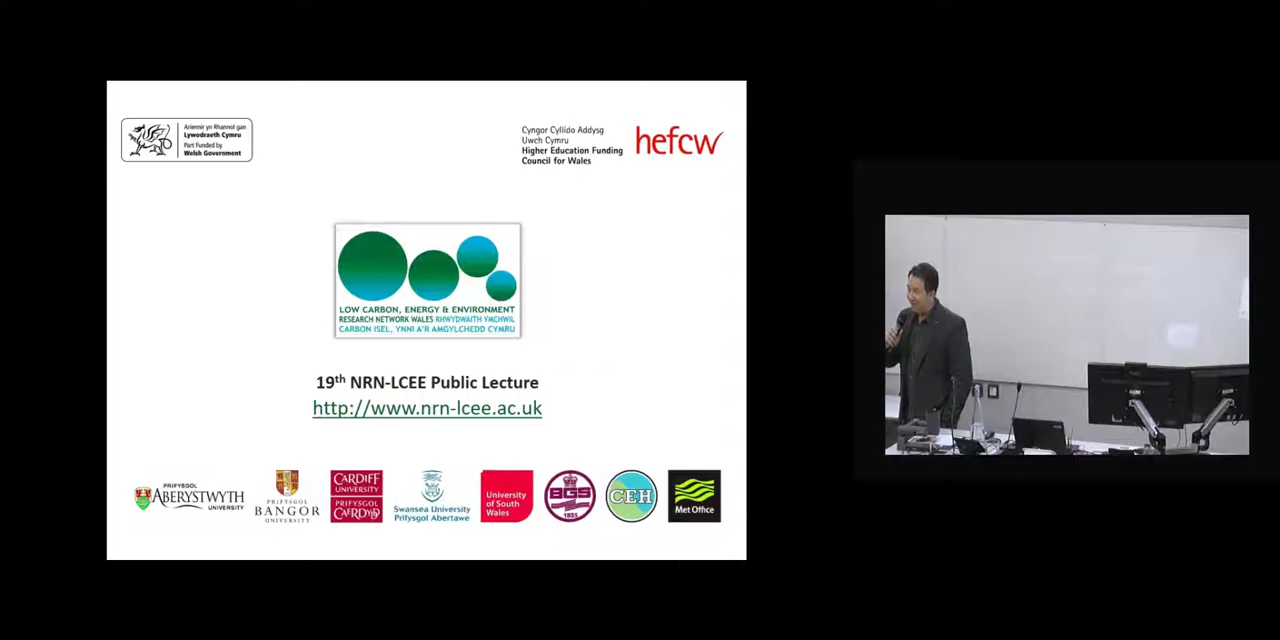 Ariennir yn Rhannol gan
Lywodraeth Cymru
Part Funded by
Welsh Government
Cyngor Cyllido Addysg
Uwch Cymru
Higher Education Funding
Council for Wales
hefcw
LOW CARBON, ENERGY & ENVIRONMENT
RESEARCH NETWORK WALES RHWYDWAITH YMCHWIL
CARBON ISEL, YNNI A'R AMGYLCHEDD CYMRU
19th NRN-LCEE Public Lecture
http://www.nrn-lcee.ac.uk
PRIFYSGOL
ABERYSTWYTH
UNIVERSITY
PRIFYSGOL
BANGOR
UNIVERSITY
CARDIFF
UNIVERSITY
PRIFYSGOL
CAERDYD
Swansea University
Prifysgol Abertawe
University
of South
Wales
BGS
1835
CEH
Met Office